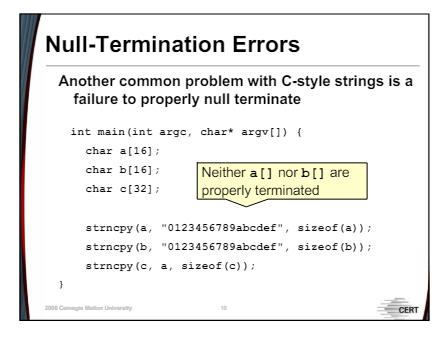 Null-Termination Errors
Another common problem with C-style strings is a
failure to properly null terminate
int main(int argc, char* argv[]) {
char a[16];
char b[16];
char c[32];
Neither a[] nor b[] are
properly terminated
strncpy(a, "0123456789abcdef", sizeof(a));
strncpy(b, "0123456789abcdef", sizeof(b));
strncpy(c, a, sizeof(c));
}
2008 Carnegie Mellon University
10
CERT